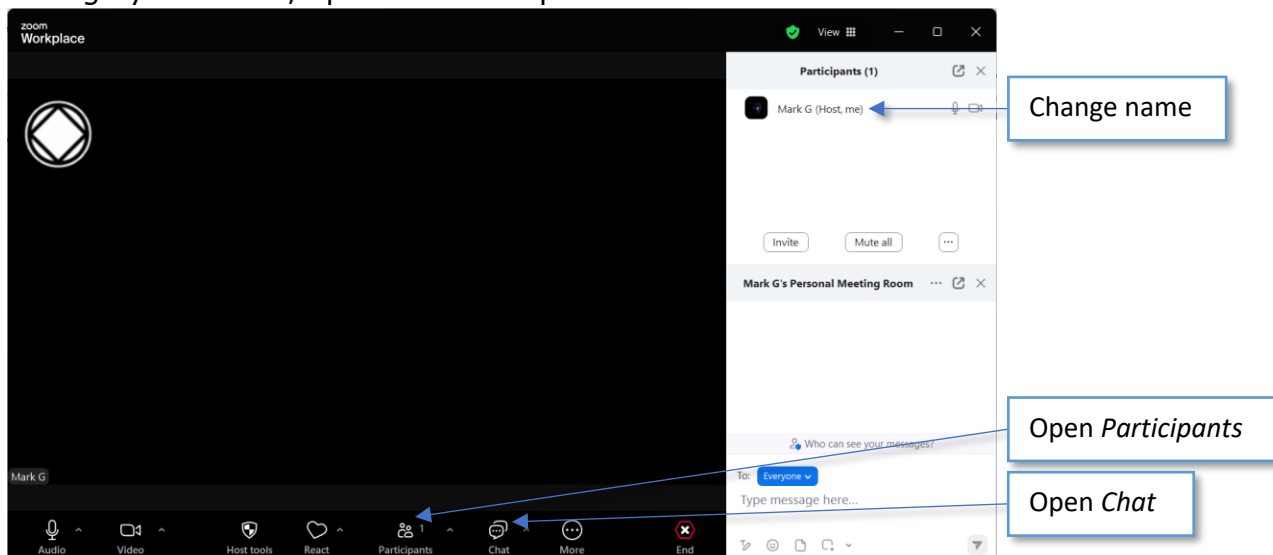 zoom
Workplace
View
Participants (1)
Mark G (Host, me)
Change name
Invite
Mute all
Mark G's Personal Meeting Room
Who can see your messages?
Open Participants
Mark G
To: Everyone
Type message here...
Open Chat
1
Audio
Video
Host tools
React
Participants
Chat
More
End